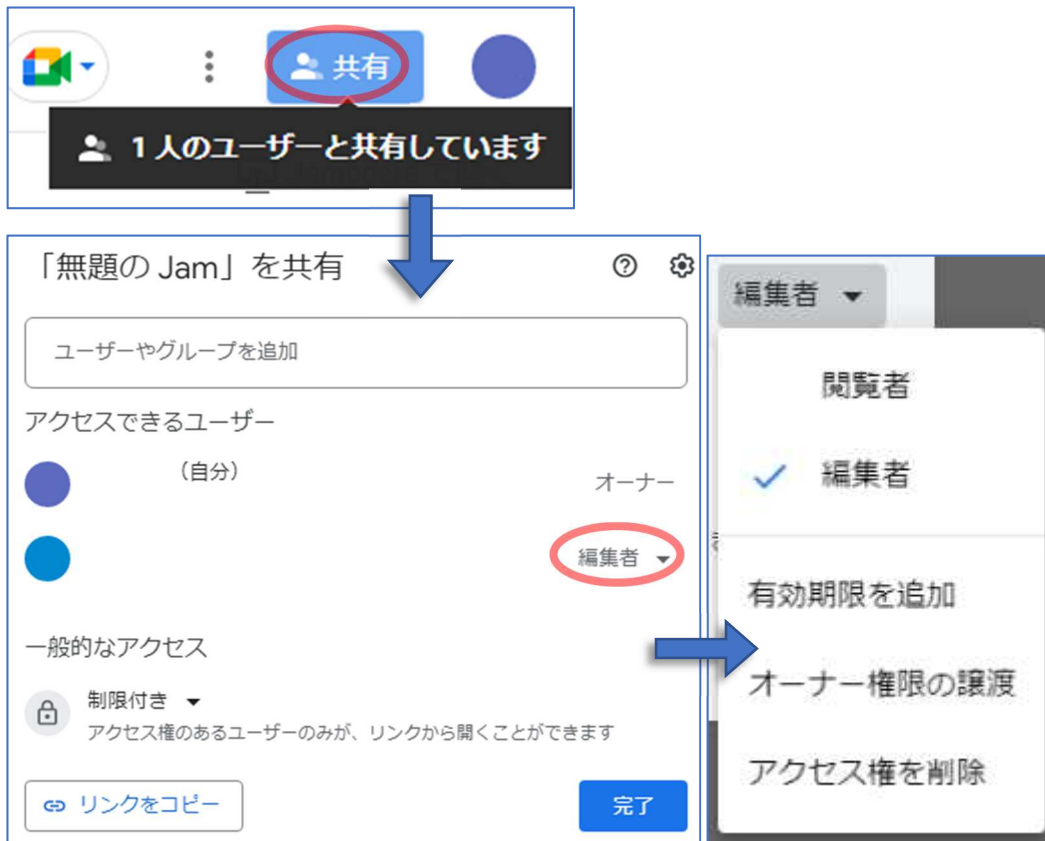 共有
1 人のユーザーと共有しています
「無題の Jam」を共有
ユーザーやグループを追加
アクセスできるユーザー
（自分）
オーナー
編集者
一般的なアクセス
制限付き
アクセス権のあるユーザーのみが、リンクから開くことができます
リンクをコピー
完了
編集者
閲覧者
編集者
有効期限を追加
オーナー権限の譲渡
アクセス権を削除